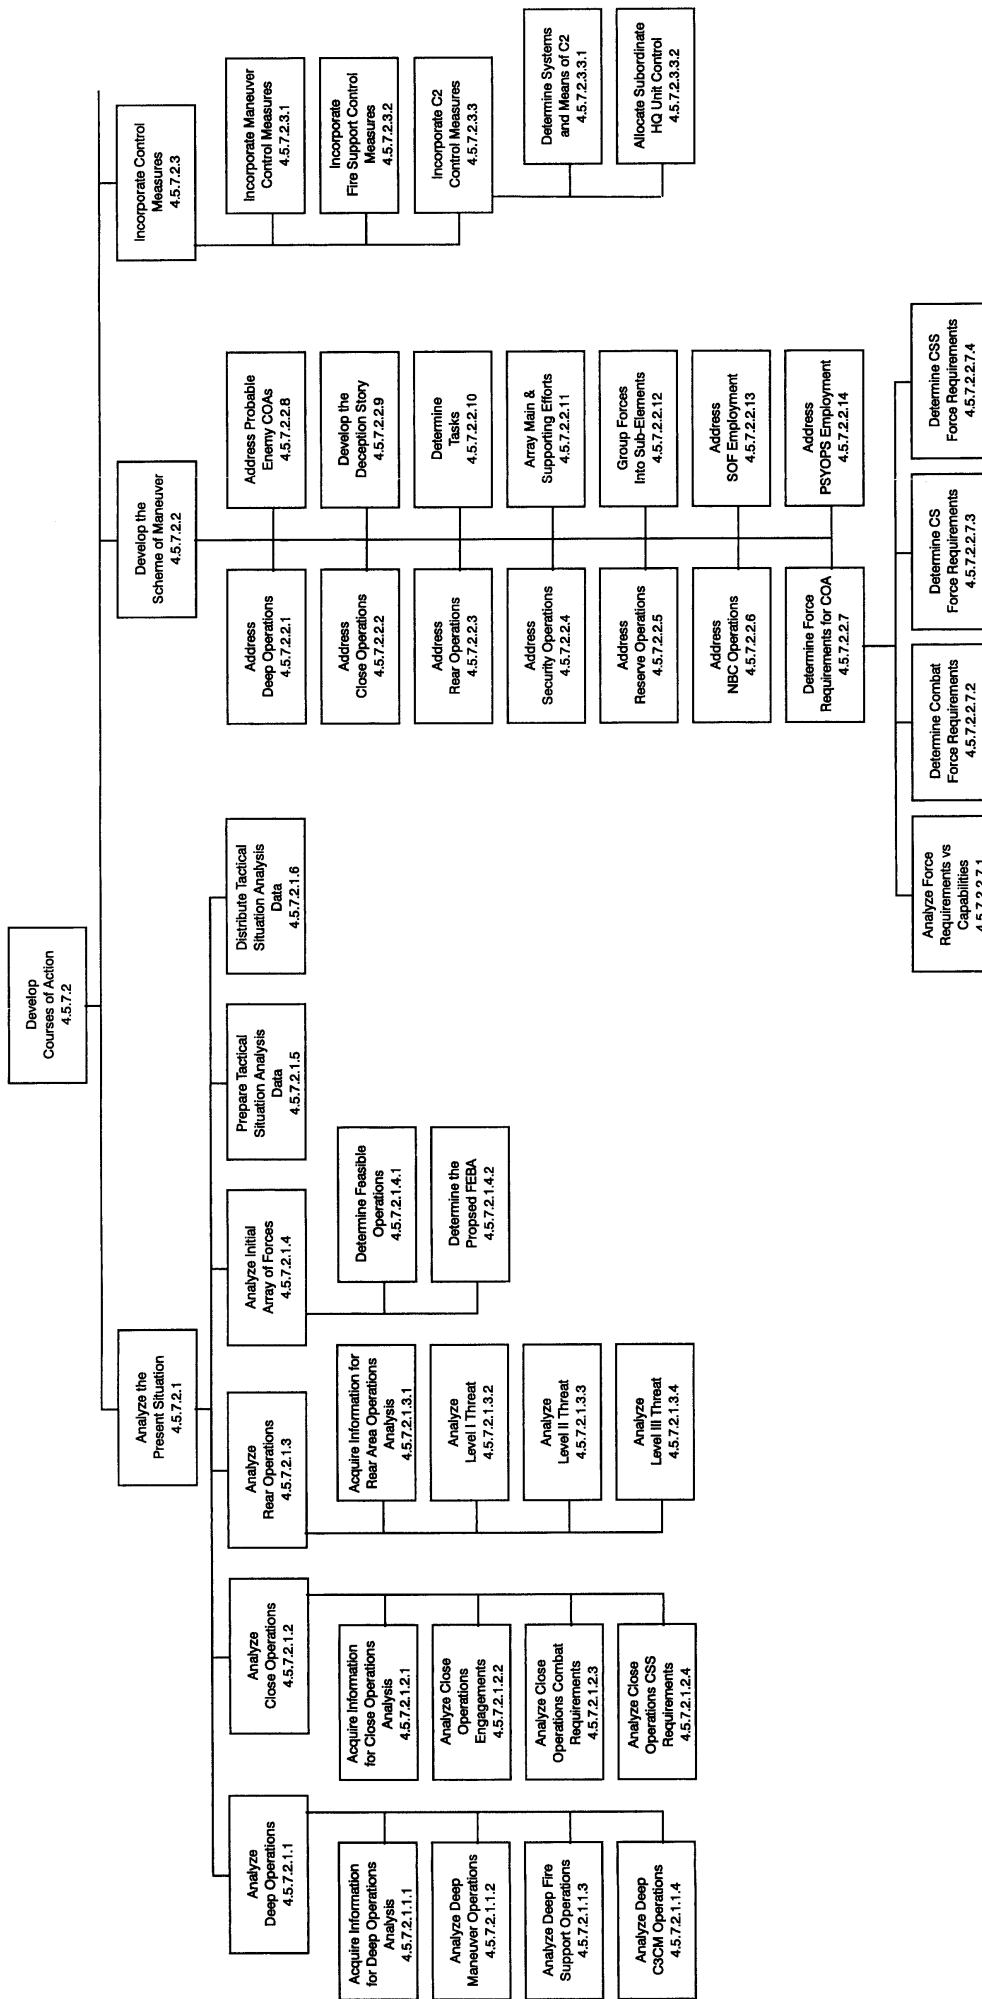 Develop
Courses of Action
4.5.7.2
Analyze the
Present Situation
4.5.7.2.1
Analyze
Deep Operations
4.5.7.2.1.1
Acquire Information
for Deep Operations
Analysis
4.5.7.2.1.1.1
Analyze Deep
Maneuver Operations
4.5.7.2.1.1.2
Analyze Deep Fire
Support Operations
4.5.7.2.1.1.3
Analyze Deep
C3CM Operations
4.5.7.2.1.1.4
Analyze
Close Operations
4.5.7.2.1.2
Acquire Information
for Close Operations
Analysis
4.5.7.2.1.2.1
Analyze Close
Operations
Engagements
4.5.7.2.1.2.2
Analyze Close
Operations Combat
Requirements
4.5.7.2.1.2.3
Analyze Close
Operations CSS
Requirements
4.5.7.2.1.2.4
Analyze
Rear Operations
4.5.7.2.1.3
Acquire Information for
Rear Area Operations
Analysis
4.5.7.2.1.3.1
Analyze
Level I Threat
4.5.7.2.1.3.2
Analyze
Level II Threat
4.5.7.2.1.3.3
Analyze
Level III Threat
4.5.7.2.1.3.4
Analyze Initial
Array of Forces
4.5.7.2.1.4
Determine Feasible
Operations
4.5.7.2.1.4.1
Determine the
Propsed FEBA
4.5.7.2.1.4.2
Prepare Tactical
Situation Analysis
Data
4.5.7.2.1.5
Distribute Tactical
Situation Analysis
Data
4.5.7.2.1.6
Develop the
Scheme of Maneuver
4.5.7.2.2
Address
Deep Operations
4.5.7.2.2.1
Address
Close Operations
4.5.7.2.2.2
Address
Rear Operations
4.5.7.2.2.3
Address
Security Operations
4.5.7.2.2.4
Address
Reserve Operations
4.5.7.2.2.5
Address
NBC Operations
4.5.7.2.2.6
Determine Force
Requirements for COA
4.5.7.2.2.7
Address Probable
Enemy COAs
4.5.7.2.2.8
Develop the
Deception Story
4.5.7.2.2.9
Determine
Tasks
4.5.7.2.2.10
Array Main &
Supporting Efforts
4.5.7.2.2.11
Group Forces
Into Sub-Elements
4.5.7.2.2.12
Address
SOF Employment
4.5.7.2.2.13
Address
PSYOPS Employment
4.5.7.2.2.14
Analyze Force
Requirements vs
Capabilities
4.5.7.2.2.7.1
Determine Combat
Force Requirements
4.5.7.2.2.7.2
Determine CS
Force Requirements
4.5.7.2.2.7.3
Determine CSS
Force Requirements
4.5.7.2.2.7.4
Incorporate Control
Measures
4.5.7.2.3
Incorporate Maneuver
Control Measures
4.5.7.2.3.1
Incorporate
Fire Support Control
Measures
4.5.7.2.3.2
Incorporate C2
Control Measures
4.5.7.2.3.3
Determine Systems
and Means of C2
4.5.7.2.3.3.1
Allocate Subordinate
HQ Unit Control
4.5.7.2.3.3.2